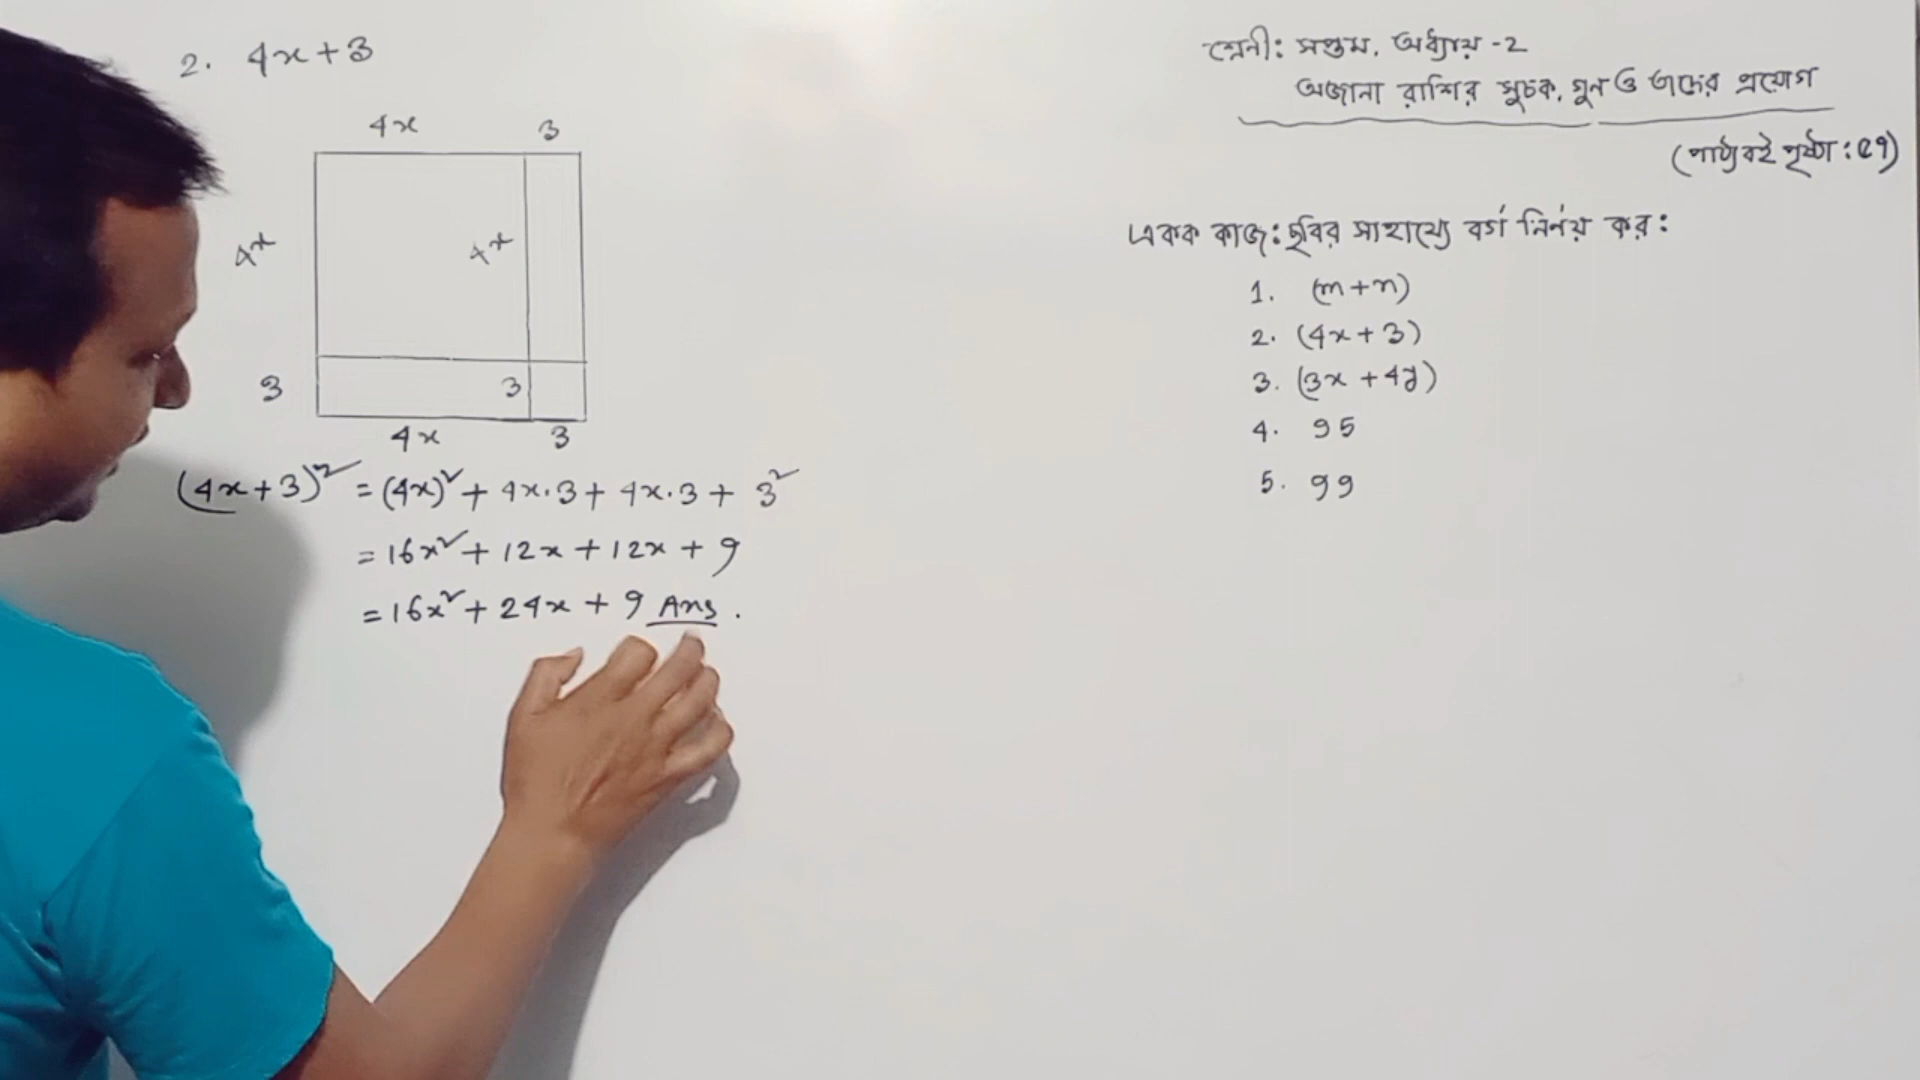 2. 4x+3
4x 3
4x 4x
3 3
4x 3
(4x+3)² = (4x)² + 4x.3 + 4x.3 + 3²
= 16x² + 12x + 12x + 9
= 16x² + 24x + 9 Ans.
শ্রেনী: সপ্তম, অধ্যায় -2
অজানা রাশির সুচক, গুন ও তাদের প্রয়োগ
(পাঠ্যবই পৃষ্ঠা: ৫৭)
একক কাজ: ছবির সাহায্যে বর্গ নির্ণয় কর:
1. (m+n)
2. (4x+3)
3. (3x+4y)
4. 95
5. 99